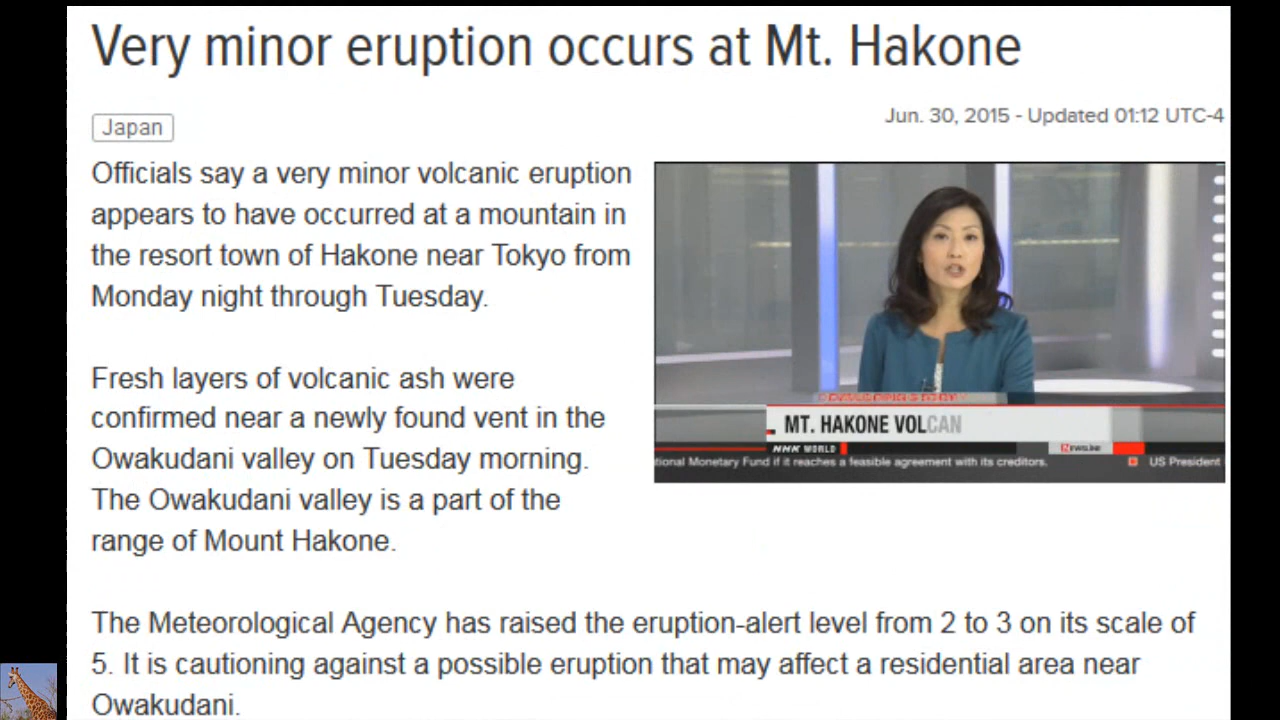 Very minor eruption occurs at Mt. Hakone
Jun. 30, 2015 - Updated 01:12 UTC-4
Japan
Officials say a very minor volcanic eruption
appears to have occurred at a mountain in
the resort town of Hakone near Tokyo from
Monday night through Tuesday.
Fresh layers of volcanic ash were
confirmed near a newly found vent in the
Owakudani valley on Tuesday morning.
The Owakudani valley is a part of the
range of Mount Hakone.
DEVELOPING STORY
MT. HAKONE VOLCAN
NHK WORLD
Newsline
tional Monetary Fund if it reaches a feasible agreement with its creditors. US President
The Meteorological Agency has raised the eruption-alert level from 2 to 3 on its scale of
5. It is cautioning against a possible eruption that may affect a residential area near
Owakudani.